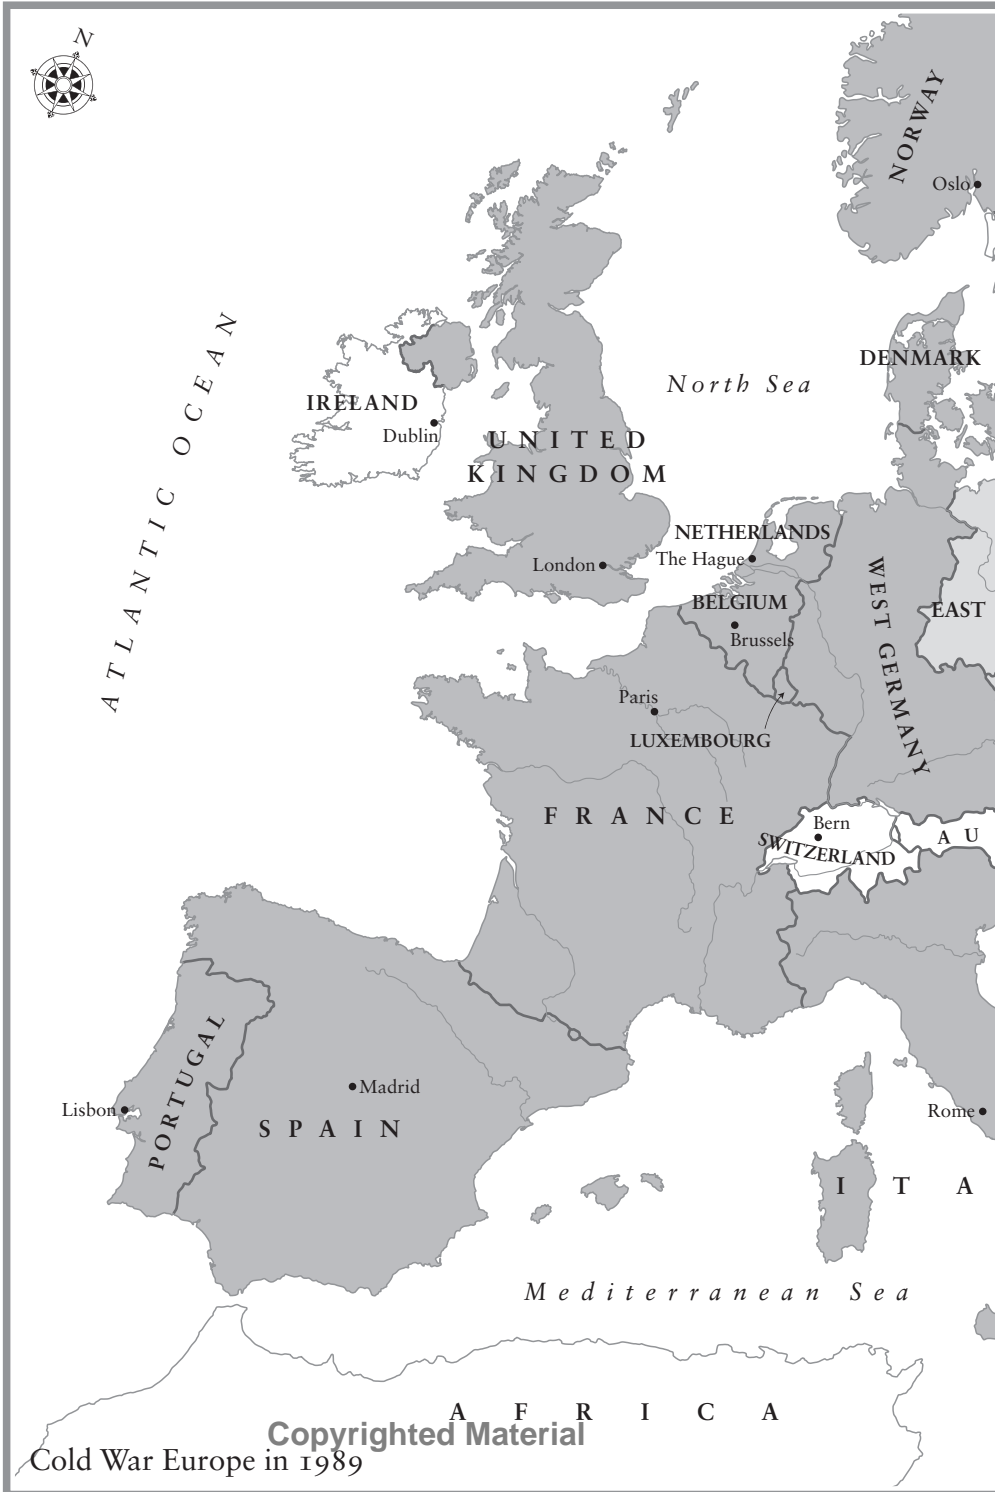 N
NORWAY
Oslo
ATLANTIC OCEAN
North Sea
DENMARK
IRELAND
Dublin
UNITED
KINGDOM
NETHERLANDS
The Hague
London
WEST GERMANY
BELGIUM
EAST
Brussels
Paris
LUXEMBOURG
FRANCE
Bern
SWITZERLAND
A U
PORTUGAL
Madrid
Lisbon
SPAIN
Rome
I T A
Mediterranean Sea
AFRICA
Copyrighted Material
Cold War Europe in 1989